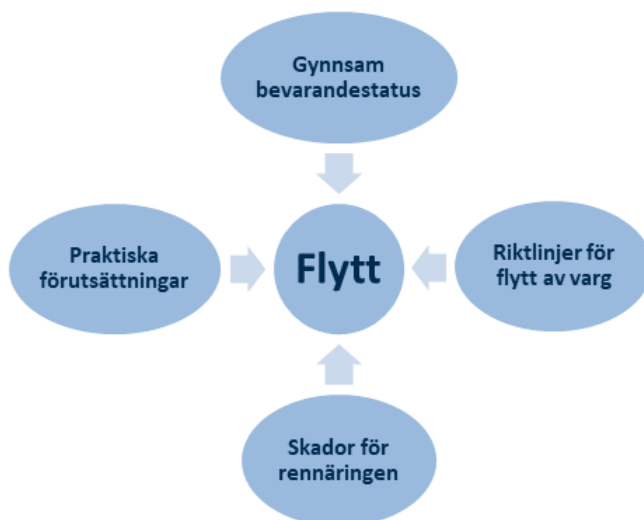 Gynnsam
bevarandestatus
Praktiska
förutsättningar
Flytt
Riktlinjer för
flytt av varg
Skador för
rennäringen